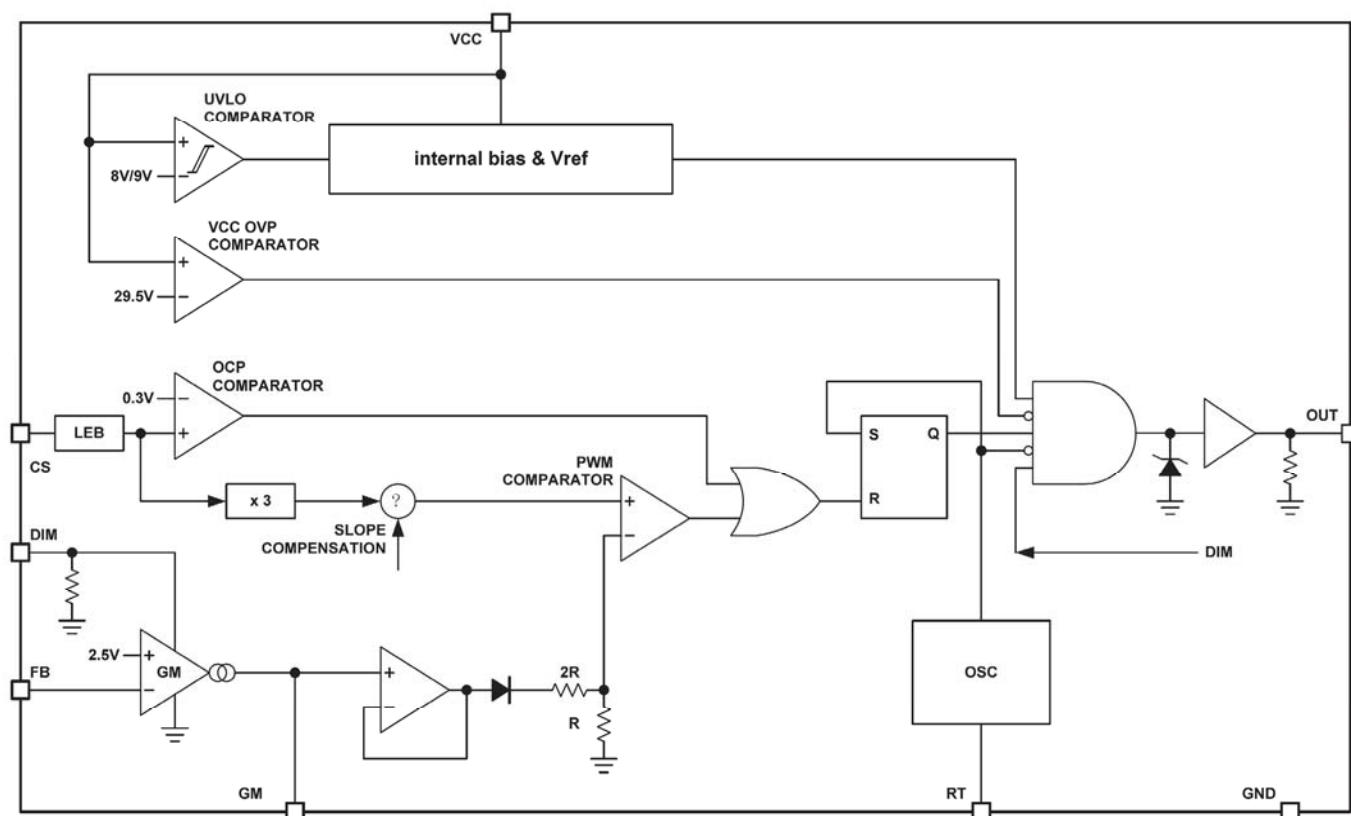 VCC
UVLO
COMPARATOR
+
8V/9V
−
internal bias & Vref
VCC OVP
COMPARATOR
+
29.5V
−
OCP
COMPARATOR
0.3V
−
+
LEB
CS
x 3
?
SLOPE
COMPENSATION
PWM
COMPARATOR
+
−
S
Q
R
OUT
DIM
DIM
2.5V
+
GM
−
FB
+
−
2R
R
OSC
GM
RT
GND